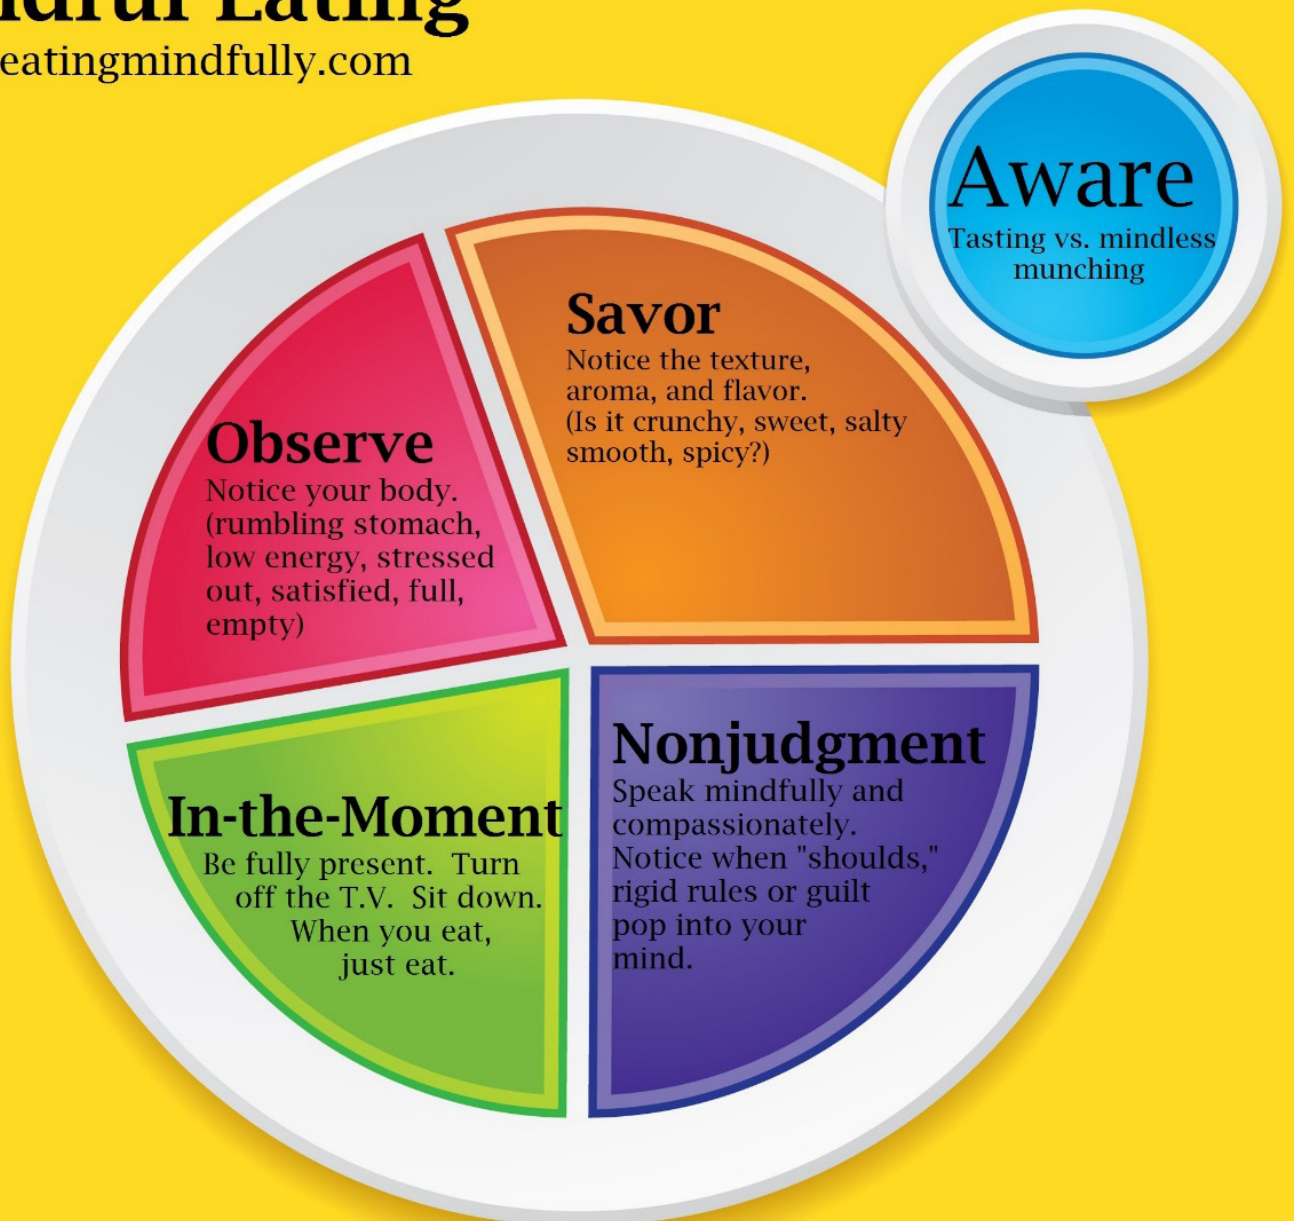 Eating
eatingmindfully.com
Aware
Tasting vs. mindless
munching
Savor
Notice the texture,
aroma, and flavor.
(Is it crunchy, sweet, salty
smooth, spicy?)
Observe
Notice your body.
(rumbling stomach,
low energy, stressed
out, satisfied, full,
empty)
In-the-Moment
Be fully present.  Turn
off the T.V.  Sit down.
When you eat,
just eat.
Nonjudgment
Speak mindfully and
compassionately.
Notice when "shoulds,"
rigid rules or guilt
pop into your
mind.